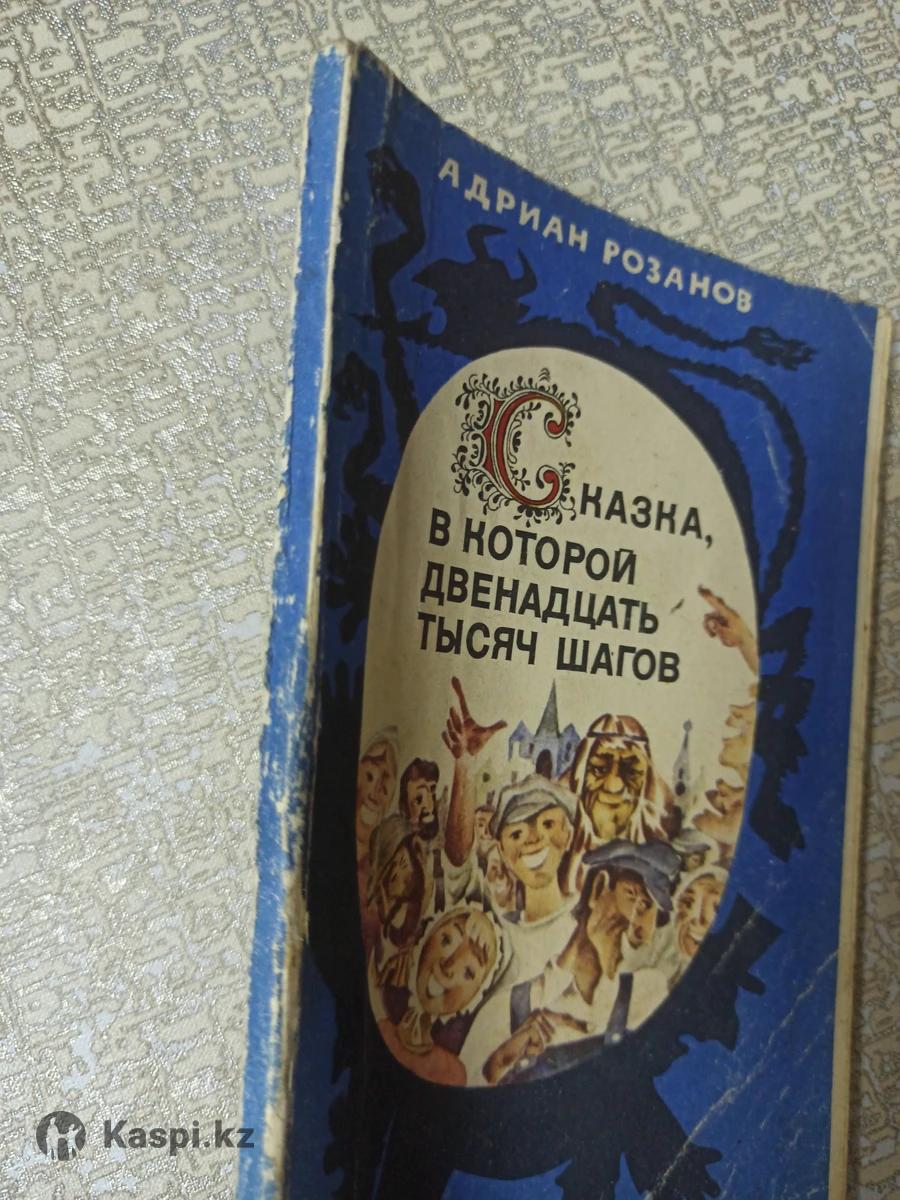 АДРИАН РОЗАНОВ
СКАЗКА,
В КОТОРОЙ
ДВЕНАДЦАТЬ
ТЫСЯЧ ШАГОВ
Kaspi.kz